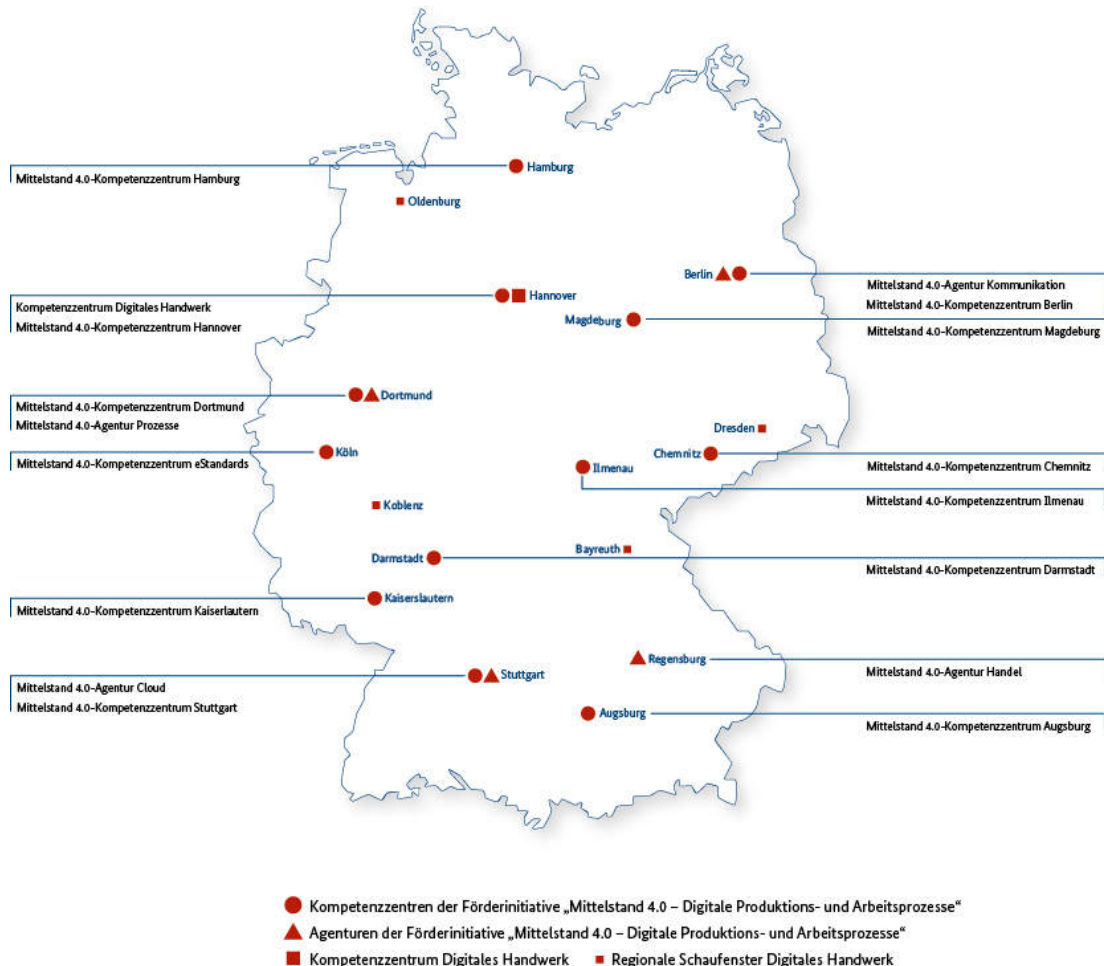 Hamburg
Mittelstand 4.0-Kompetenzzentrum Hamburg
Oldenburg
Berlin
Mittelstand 4.0-Agentur Kommunikation
Mittelstand 4.0-Kompetenzzentrum Berlin
Hannover
Kompetenzzentrum Digitales Handwerk
Mittelstand 4.0-Kompetenzzentrum Hannover
Magdeburg
Mittelstand 4.0-Kompetenzzentrum Magdeburg
Dortmund
Mittelstand 4.0-Kompetenzzentrum Dortmund
Mittelstand 4.0-Agentur Prozesse
Dresden
Köln
Mittelstand 4.0-Kompetenzzentrum eStandards
Chemnitz
Mittelstand 4.0-Kompetenzzentrum Chemnitz
Ilmenau
Mittelstand 4.0-Kompetenzzentrum Ilmenau
Koblenz
Bayreuth
Darmstadt
Mittelstand 4.0-Kompetenzzentrum Darmstadt
Kaiserslautern
Mittelstand 4.0-Kompetenzzentrum Kaiserlautern
Regensburg
Mittelstand 4.0-Agentur Handel
Stuttgart
Mittelstand 4.0-Agentur Cloud
Mittelstand 4.0-Kompetenzzentrum Stuttgart
Augsburg
Mittelstand 4.0-Kompetenzzentrum Augsburg
Kompetenzzentren der Förderinitiative „Mittelstand 4.0 – Digitale Produktions- und Arbeitsprozesse“
Agenturen der Förderinitiative „Mittelstand 4.0 – Digitale Produktions- und Arbeitsprozesse“
Kompetenzzentrum Digitales Handwerk Regionale Schaufenster Digitales Handwerk